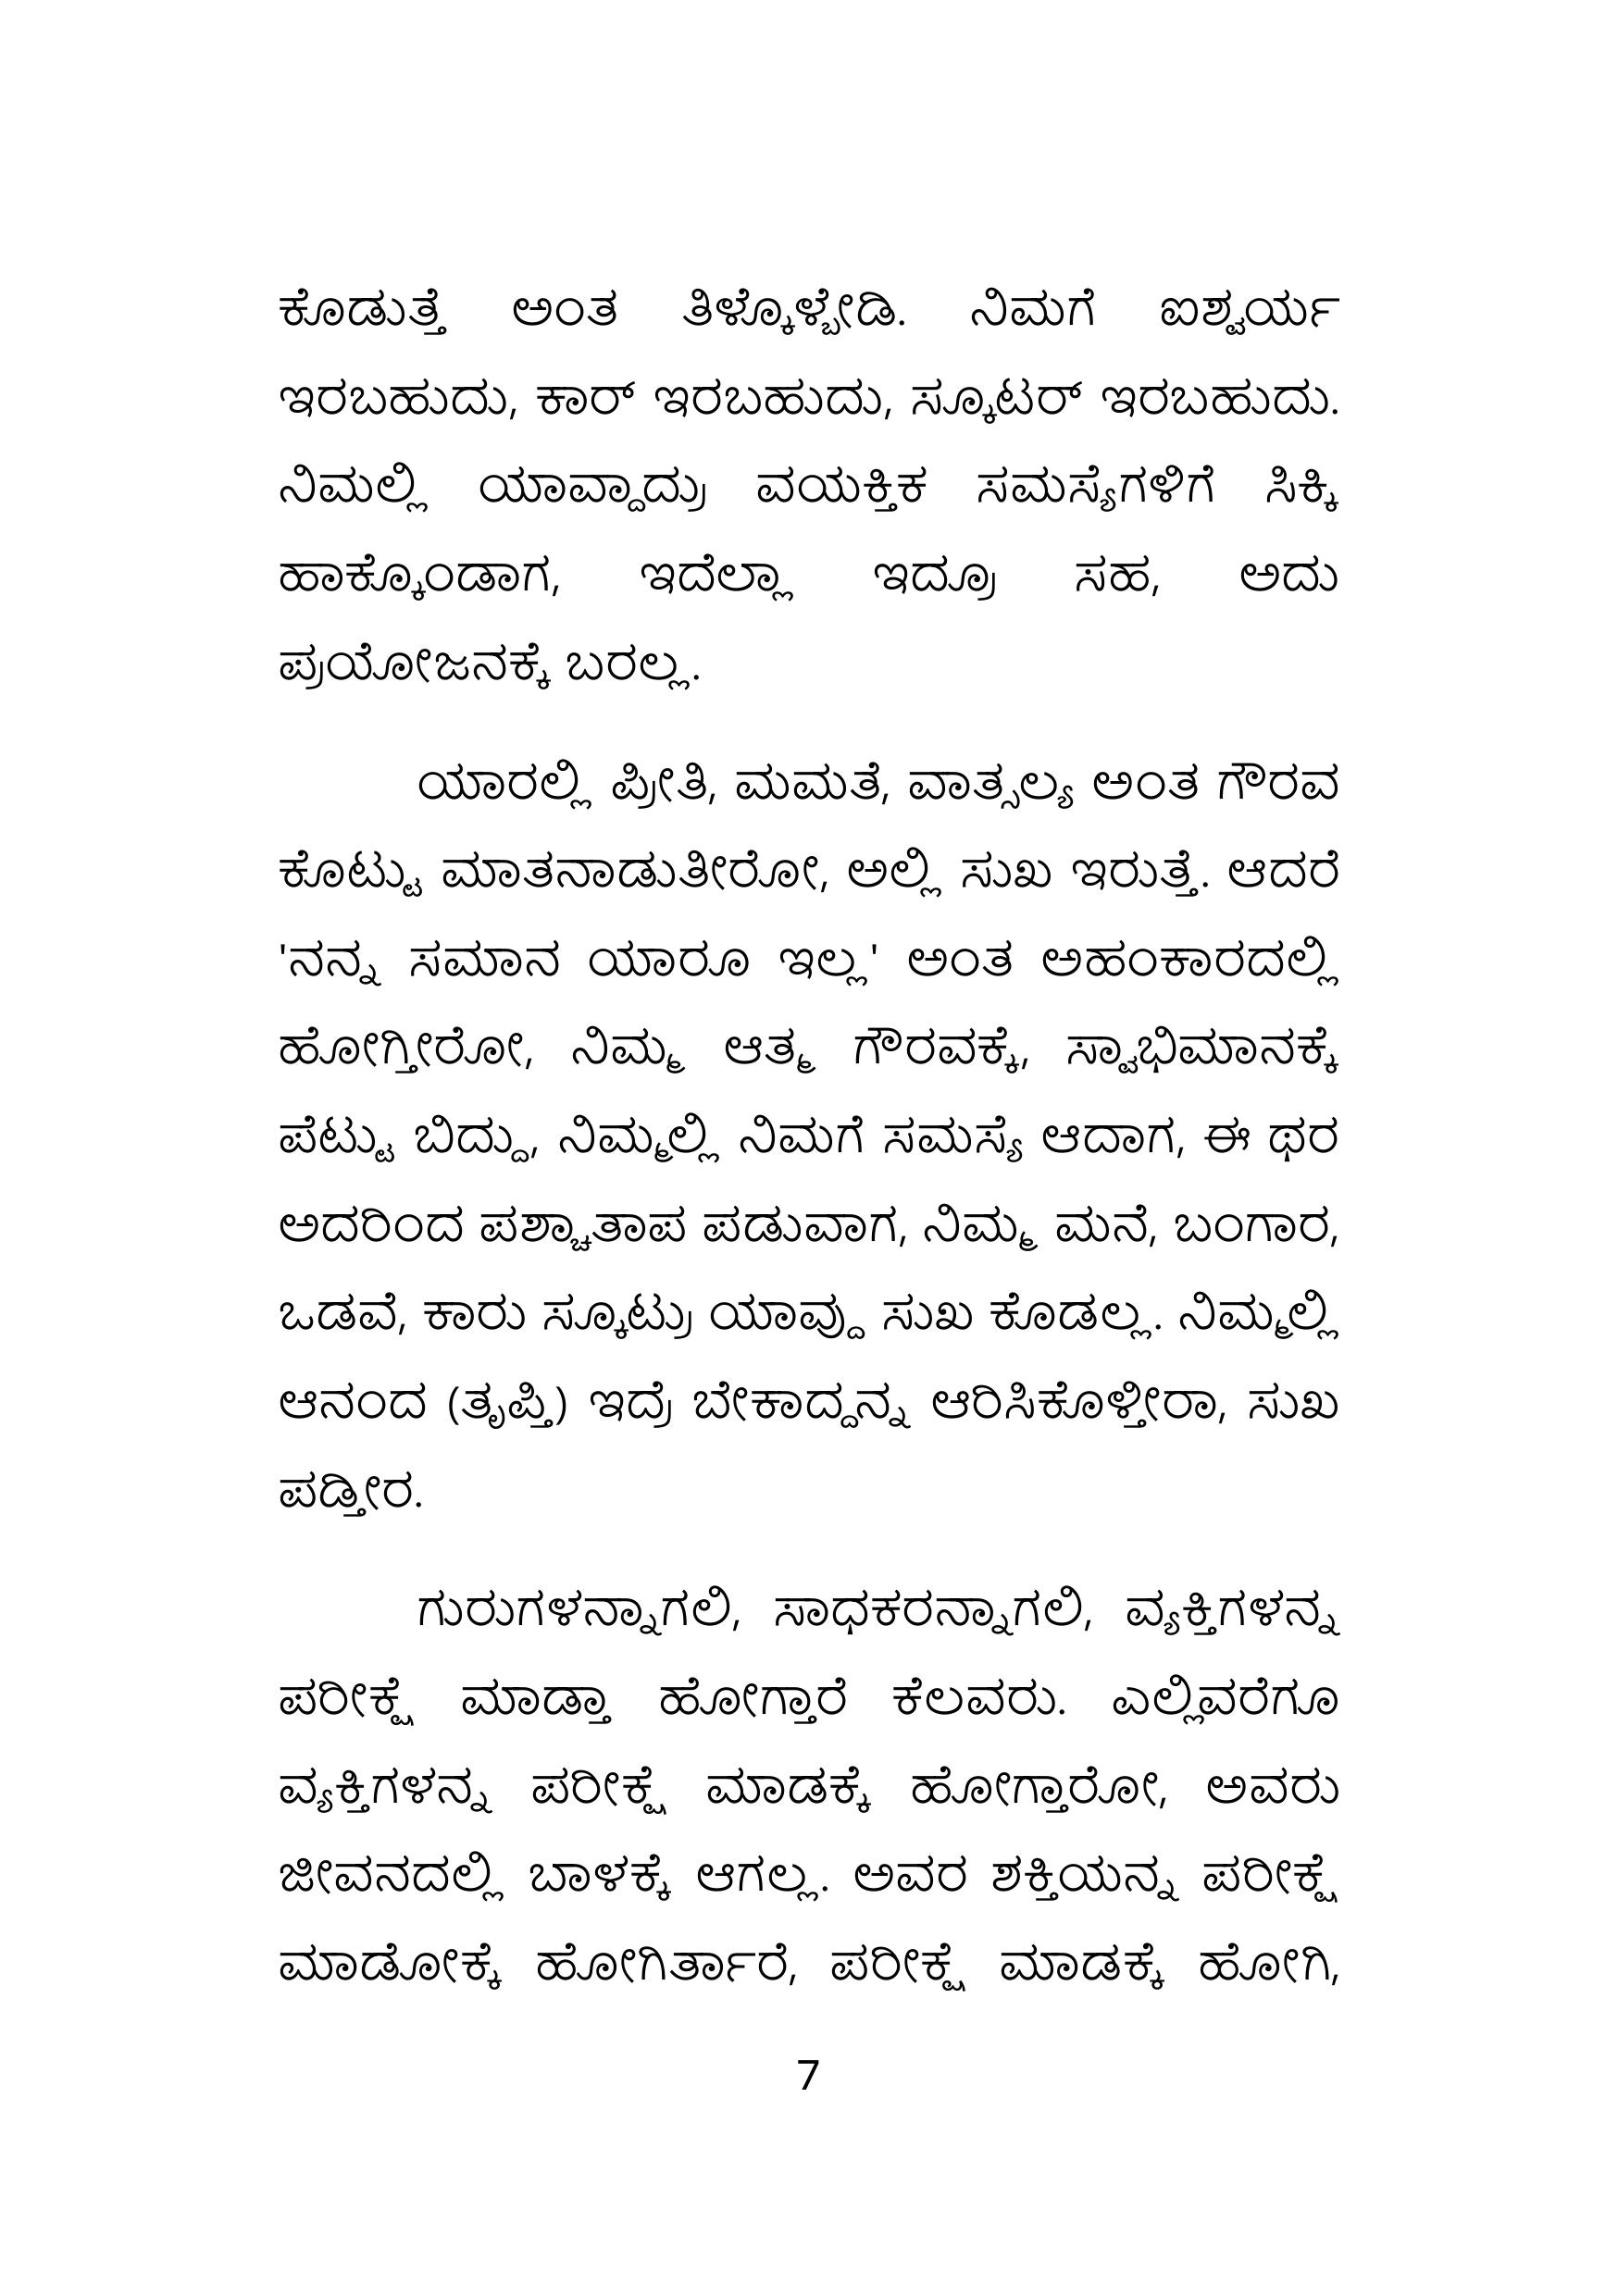 ಕೊಡುತ್ತೆ ಅಂತ ತಿಳ್ಕೊಳ್ಬೇಡಿ. ನಿಮಗೆ ಐಶ್ವರ್ಯ
ಇರಬಹುದು, ಕಾರ್ ಇರಬಹುದು, ಸ್ಕೂಟರ್ ಇರಬಹುದು.
ನಿಮಲ್ಲಿ ಯಾವ್ದಾದ್ರು ವಯಕ್ತಿಕ ಸಮಸ್ಯೆಗಳಿಗೆ ಸಿಕ್ಕಿ
ಹಾಕ್ಕೊಂಡಾಗ, ಇದೆಲ್ಲಾ ಇದ್ರೂ ಸಹ, ಅದು
ಪ್ರಯೋಜನಕ್ಕೆ ಬರಲ್ಲ.
ಯಾರಲ್ಲಿ ಪ್ರೀತಿ, ಮಮತೆ, ವಾತ್ಸಲ್ಯ ಅಂತ ಗೌರವ
ಕೊಟ್ಟು ಮಾತನಾಡುತೀರೋ, ಅಲ್ಲಿ ಸುಖ ಇರುತ್ತೆ. ಆದರೆ
'ನನ್ನ ಸಮಾನ ಯಾರೂ ಇಲ್ಲ' ಅಂತ ಅಹಂಕಾರದಲ್ಲಿ
ಹೋಗ್ತೀರೋ, ನಿಮ್ಮ ಆತ್ಮ ಗೌರವಕ್ಕೆ, ಸ್ವಾಭಿಮಾನಕ್ಕೆ
ಪೆಟ್ಟು ಬಿದ್ದು, ನಿಮ್ಮಲ್ಲಿ ನಿಮಗೆ ಸಮಸ್ಯೆ ಆದಾಗ, ಈ ಥರ
ಅದರಿಂದ ಪಶ್ಚಾತಾಪ ಪಡುವಾಗ, ನಿಮ್ಮ ಮನೆ, ಬಂಗಾರ,
ಒಡವೆ, ಕಾರು ಸ್ಕೂಟ್ರು ಯಾವ್ದು ಸುಖ ಕೊಡಲ್ಲ. ನಿಮ್ಮಲ್ಲಿ
ಆನಂದ (ತೃಪ್ತಿ) ಇದ್ರೆ ಬೇಕಾದ್ದನ್ನ ಆರಿಸಿಕೊಳ್ತೀರಾ, ಸುಖ
ಪಡ್ತೀರ.
ಗುರುಗಳನ್ನಾಗಲಿ, ಸಾಧಕರನ್ನಾಗಲಿ, ವ್ಯಕ್ತಿಗಳನ್ನ
ಪರೀಕ್ಷೆ ಮಾಡ್ತಾ ಹೋಗ್ತಾರೆ ಕೆಲವರು. ಎಲ್ಲಿವರೆಗೂ
ವ್ಯಕ್ತಿಗಳನ್ನ ಪರೀಕ್ಷೆ ಮಾಡಕ್ಕೆ ಹೋಗ್ತಾರೋ, ಅವರು
ಜೀವನದಲ್ಲಿ ಬಾಳಕ್ಕೆ ಆಗಲ್ಲ. ಅವರ ಶಕ್ತಿಯನ್ನ ಪರೀಕ್ಷೆ
ಮಾಡೋಕ್ಕೆ ಹೋಗಿರ್ತಾರೆ, ಪರೀಕ್ಷೆ ಮಾಡಕ್ಕೆ ಹೋಗಿ,
7